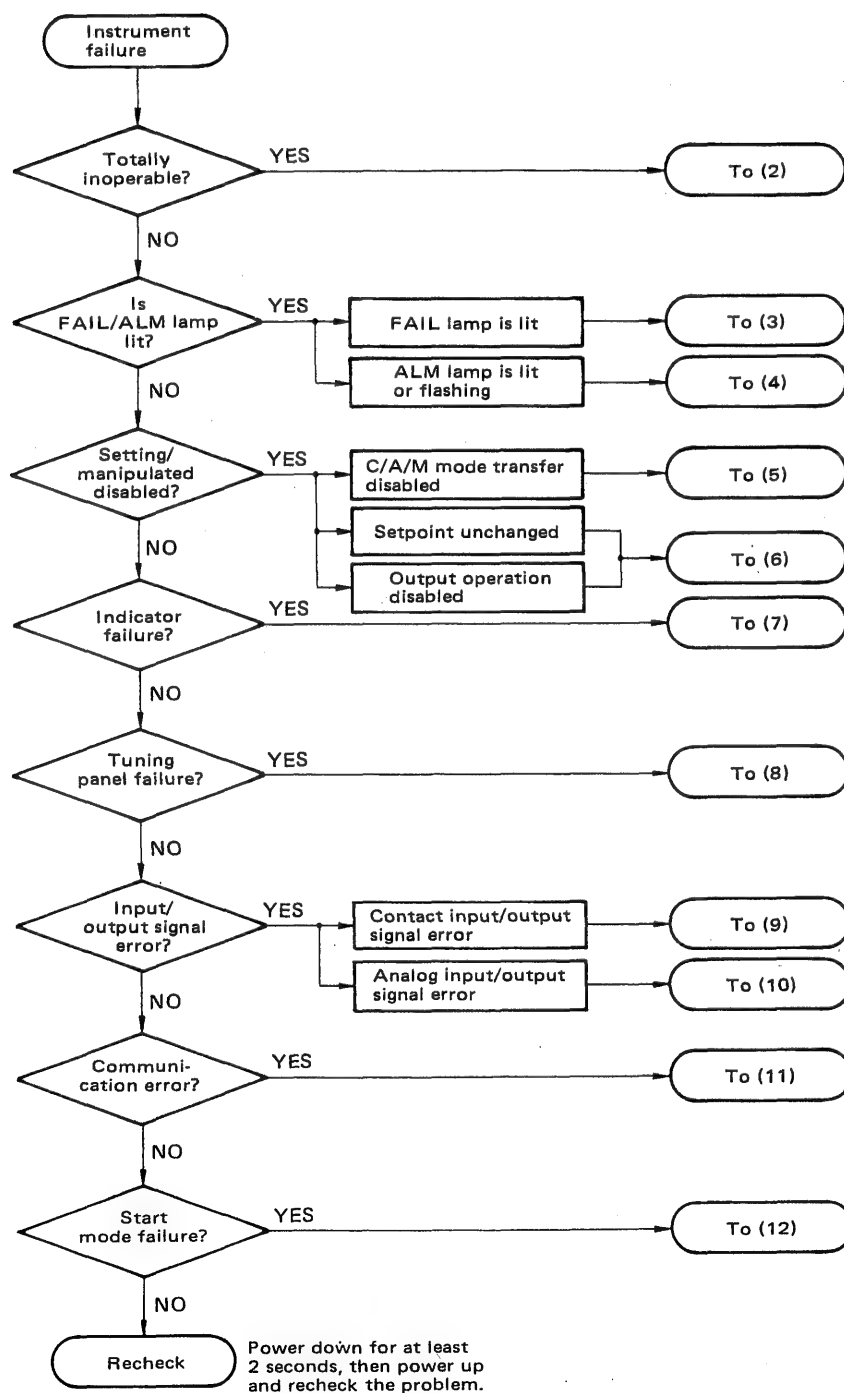 Instrument
failure
Totally
inoperable?
YES
To (2)
NO
Is
FAIL/ALM lamp
lit?
YES
FAIL lamp is lit
To (3)
ALM lamp is lit
or flashing
To (4)
NO
Setting/
manipulated
disabled?
YES
C/A/M mode transfer
disabled
To (5)
Setpoint unchanged
Output operation
disabled
To (6)
NO
Indicator
failure?
YES
To (7)
NO
Tuning
panel failure?
YES
To (8)
NO
Input/
output signal
error?
YES
Contact input/output
signal error
To (9)
Analog input/output
signal error
To (10)
NO
Communi-
cation error?
YES
To (11)
NO
Start
mode failure?
YES
To (12)
NO
Recheck
Power down for at least
2 seconds, then power up
and recheck the problem.